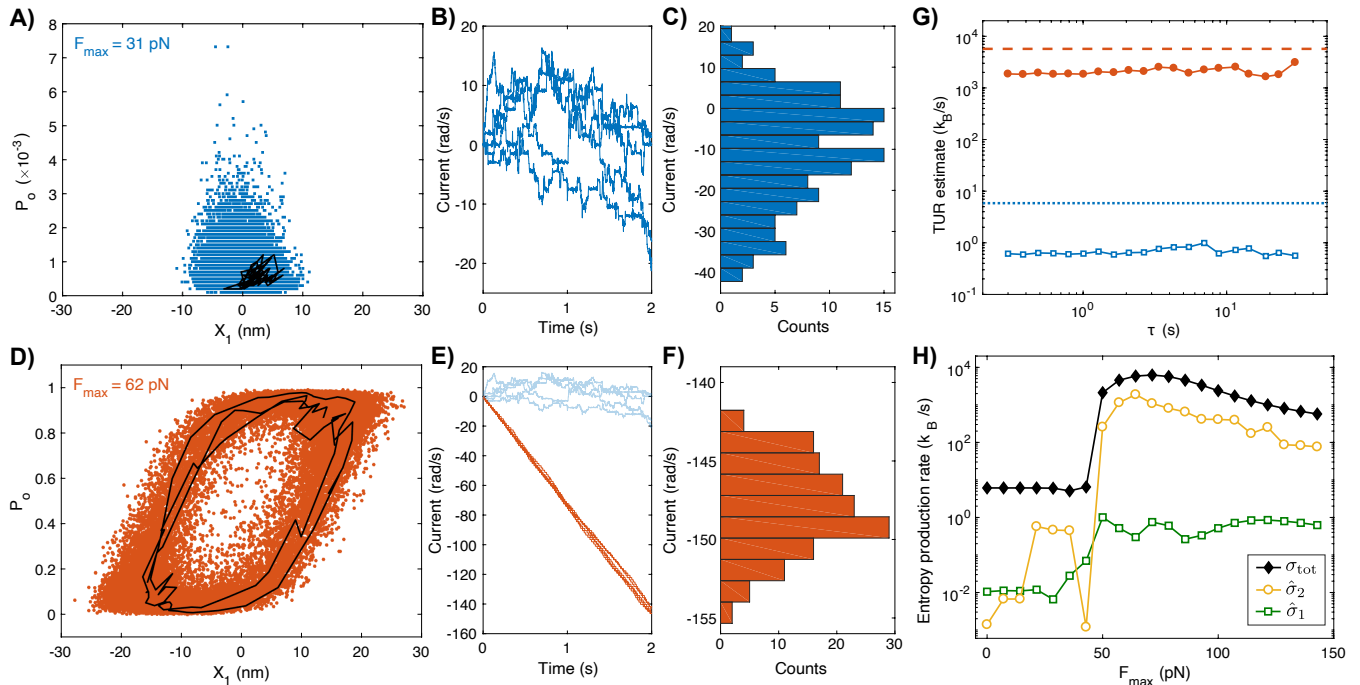 A)
F_max = 31 pN
8
7
6
5
4
3
2
1
0
P_o (×10^-3)
-30 -20 -10 0 10 20 30
X_1 (nm)
B)
20
10
0
-10
-20
Current (rad/s)
0 1 2
Time (s)
C)
20
10
0
-10
-20
-30
-40
Current (rad/s)
0 5 10 15
Counts
D)
F_max = 62 pN
1
0.8
0.6
0.4
0.2
0
P_o
-30 -20 -10 0 10 20 30
X_1 (nm)
E)
20
0
-20
-40
-60
-80
-100
-120
-140
-160
Current (rad/s)
0 1 2
Time (s)
F)
-140
-145
-150
-155
Current (rad/s)
0 10 20 30
Counts
G)
10^4
10^3
10^2
10^1
10^0
10^-1
TUR estimate (k_B/s)
10^0 10^1
τ (s)
H)
10^4
10^2
10^0
10^-2
Entropy production rate (k_B/s)
σ_tot
σ̂_2
σ̂_1
0 50 100 150
F_max (pN)